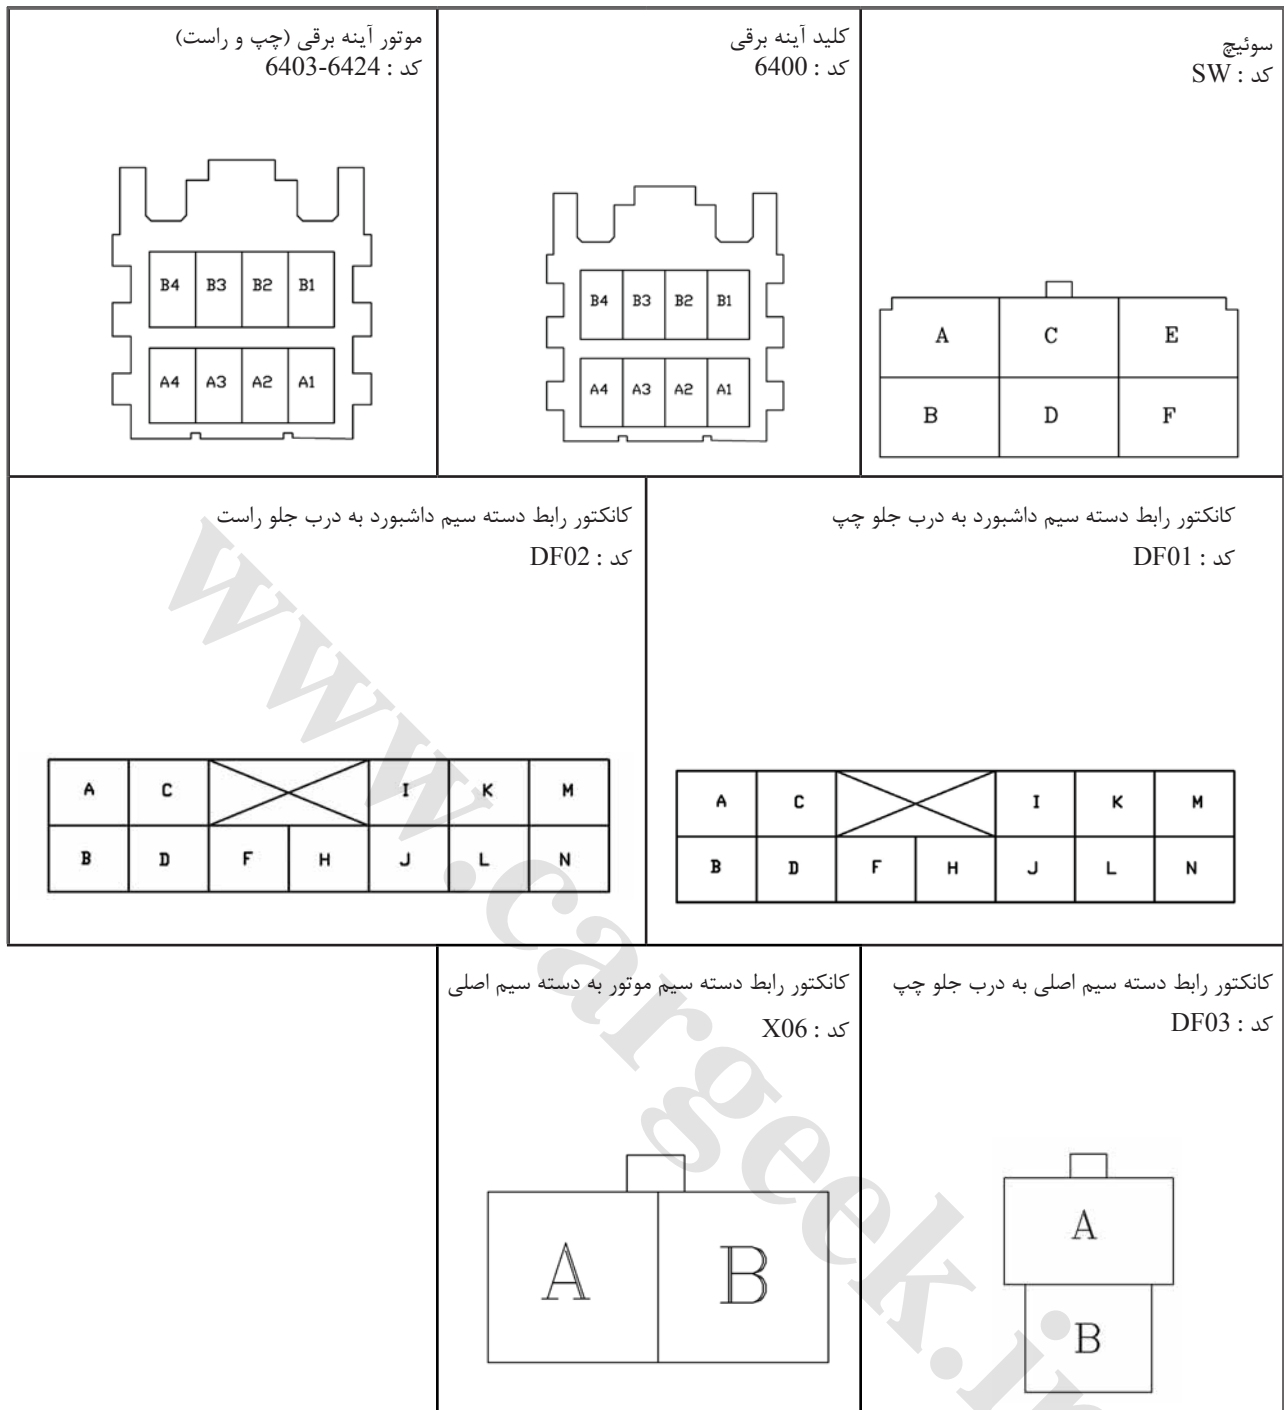 سوئیچ
کد : SW
A C E
B D F
کلید آینه برقی
کد : 6400
B4 B3 B2 B1
A4 A3 A2 A1
موتور آینه برقی (چپ و راست)
کد : 6403-6424
B4 B3 B2 B1
A4 A3 A2 A1
کانکتور رابط دسته سیم داشبورد به درب جلو چپ
کد : DF01
A C I K M
B D F H J L N
کانکتور رابط دسته سیم داشبورد به درب جلو راست
کد : DF02
A C I K M
B D F H J L N
کانکتور رابط دسته سیم اصلی به درب جلو چپ
کد : DF03
A
B
کانکتور رابط دسته سیم موتور به دسته سیم اصلی
کد : X06
A B
www.cargeek.ir